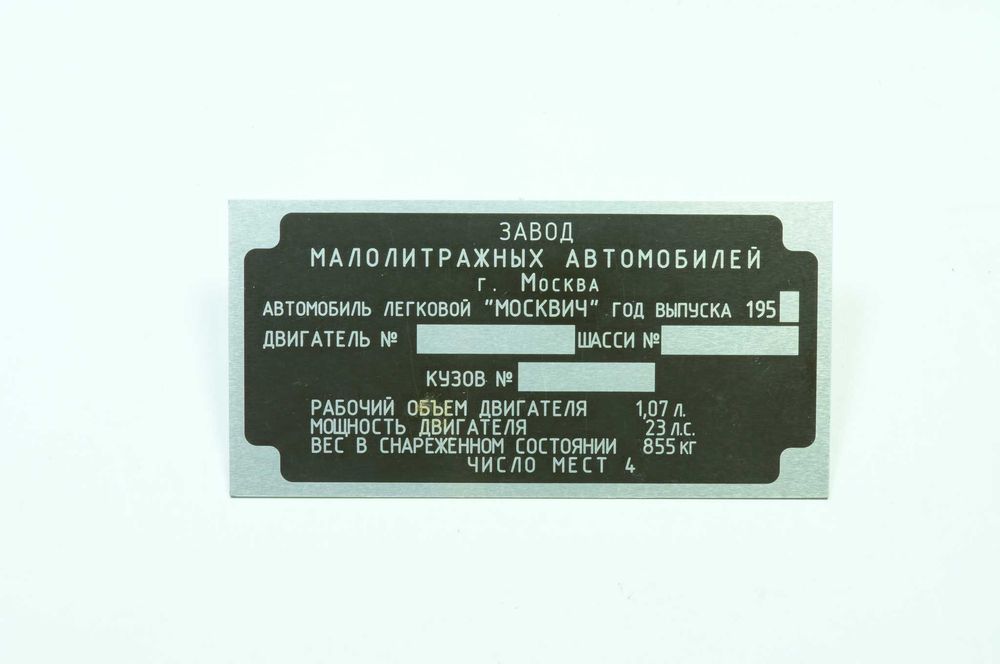 ЗАВОД
МАЛОЛИТРАЖНЫХ АВТОМОБИЛЕЙ
г. Москва
АВТОМОБИЛЬ ЛЕГКОВОЙ "МОСКВИЧ" ГОД ВЫПУСКА 195
ДВИГАТЕЛЬ № ШАССИ №
КУЗОВ №
РАБОЧИЙ ОБЪЕМ ДВИГАТЕЛЯ 1,07 л.
МОЩНОСТЬ ДВИГАТЕЛЯ 23 л.с.
ВЕС В СНАРЕЖЕННОМ СОСТОЯНИИ 855 кг
ЧИСЛО МЕСТ 4